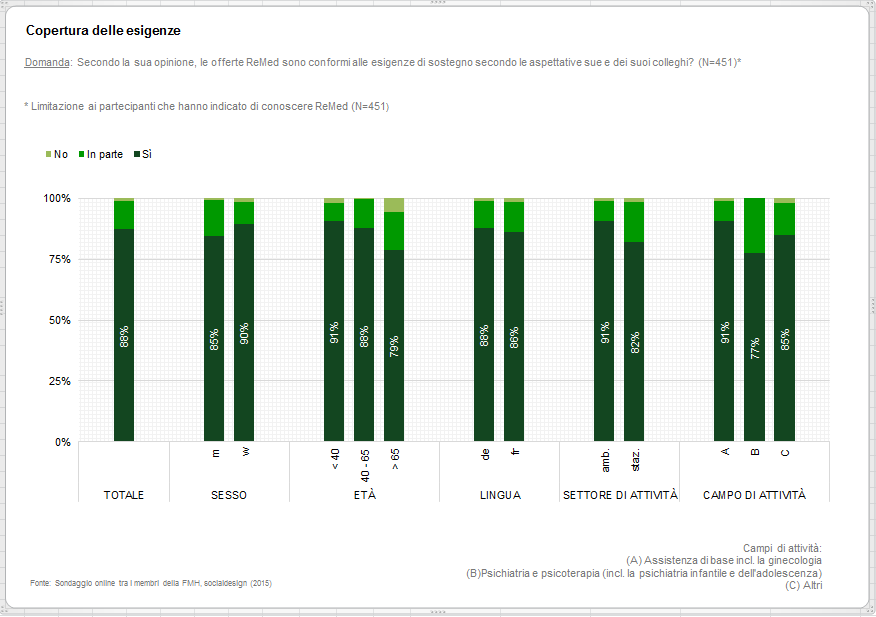 Copertura delle esigenze
Domanda: Secondo la sua opinione, le offerte ReMed sono conformi alle esigenze di sostegno secondo le aspettative sue e dei suoi colleghi? (N=451)*
* Limitazione ai partecipanti che hanno indicato di conoscere ReMed (N=451)
No In parte Sì
100%
75%
50%
25%
0%
88% 85% 90% 91% 88% 79% 88% 86% 91% 82% 91% 77% 85%
m w < 40 40 - 65 > 65 de fr amb. staz. A B C
TOTALE SESSO ETÀ LINGUA SETTORE DI ATTIVITÀ CAMPO DI ATTIVITÀ
Campi di attività:
(A) Assistenza di base incl. la ginecologia
(B)Psichiatria e psicoterapia (incl. la psichiatria infantile e dell'adolescenza)
(C) Altri
Fonte: Sondaggio online tra i membri della FMH, socialdesign (2015)